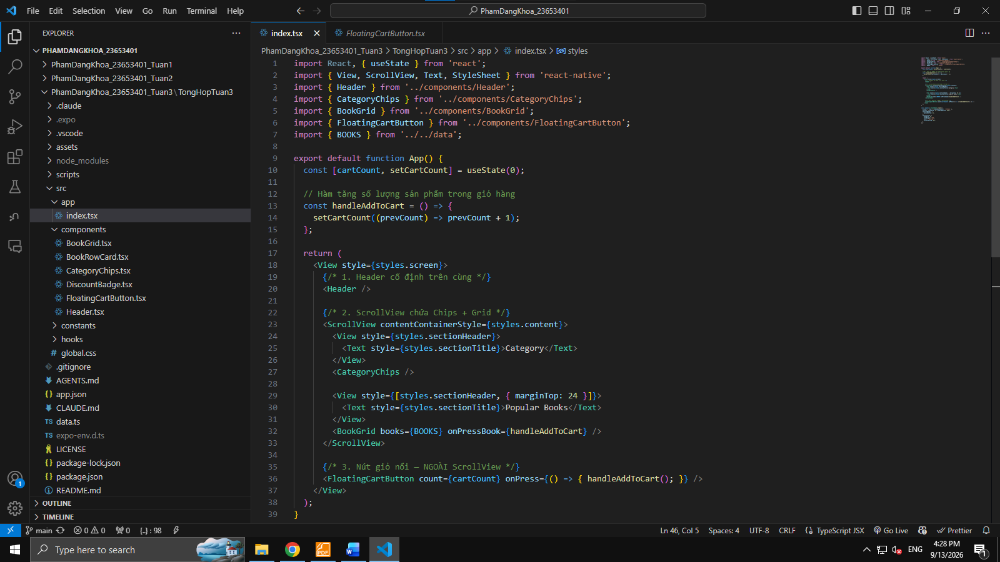 File Edit Selection View Go Run Terminal Help
PhamDangKhoa_23653401
EXPLORER
PHAMDANGKHOA_23653401
PhamDangKhoa_23653401_Tuan1
PhamDangKhoa_23653401_Tuan2
PhamDangKhoa_23653401_Tuan3\TongHopTuan3
.claude
.expo
.vscode
assets
node_modules
scripts
src
app
index.tsx
components
BookGrid.tsx
BookRowCard.tsx
CategoryChips.tsx
DiscountBadge.tsx
FloatingCartButton.tsx
Header.tsx
constants
hooks
# global.css
.gitignore
AGENTS.md
{} app.json
CLAUDE.md
TS data.ts
TS expo-env.d.ts
LICENSE
{} package-lock.json
{} package.json
README.md
OUTLINE
TIMELINE
index.tsx FloatingCartButton.tsx
PhamDangKhoa_23653401_Tuan3 > TongHopTuan3 > src > app > index.tsx > styles
1 import React, { useState } from 'react';
2 import { View, ScrollView, Text, StyleSheet } from 'react-native';
3 import { Header } from '../components/Header';
4 import { CategoryChips } from '../components/CategoryChips';
5 import { BookGrid } from '../components/BookGrid';
6 import { FloatingCartButton } from '../components/FloatingCartButton';
7 import { BOOKS } from '../../data';
8
9 export default function App() {
10 const [cartCount, setCartCount] = useState(0);
11
12 // Hàm tăng số lượng sản phẩm trong giỏ hàng
13 const handleAddToCart = () => {
14 setCartCount((prevCount) => prevCount + 1);
15 };
16
17 return (
18 <View style={styles.screen}>
19 {/* 1. Header cố định trên cùng */}
20 <Header />
21
22 {/* 2. ScrollView chứa Chips + Grid */}
23 <ScrollView contentContainerStyle={styles.content}>
24 <View style={styles.sectionHeader}>
25 <Text style={styles.sectionTitle}>Category</Text>
26 </View>
27 <CategoryChips />
28
29 <View style={[styles.sectionHeader, { marginTop: 24 }]}>
30 <Text style={styles.sectionTitle}>Popular Books</Text>
31 </View>
32 <BookGrid books={BOOKS} onPressBook={handleAddToCart} />
33 </ScrollView>
34
35 {/* 3. Nút giỏ nổi — NGOÀI ScrollView */}
36 <FloatingCartButton count={cartCount} onPress={() => { handleAddToCart(); }} />
37 </View>
38 );
39 }
1
main 0 0 0 {..} : 98 Ln 46, Col 5 Spaces: 4 UTF-8 CRLF TypeScript JSX Go Live Prettier
Type here to search
PDF
ENG
4:28 PM
9/13/2026
1